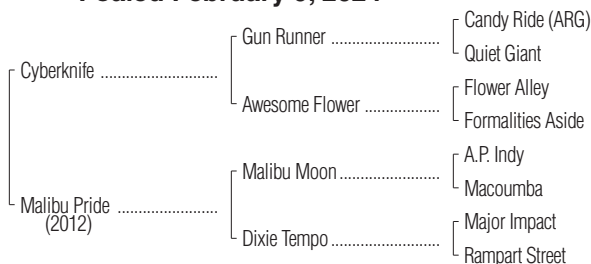 Foaled February 2024
Candy Ride (ARG)
Gun Runner ..............................
Quiet Giant
Cyberknife ................................
Flower Alley
Awesome Flower .....................
Formalities Aside
A.P. Indy
Malibu Moon ...........................
Macoumba
Malibu Pride ...........................
(2012)
Major Impact
Dixie Tempo .............................
Rampart Street